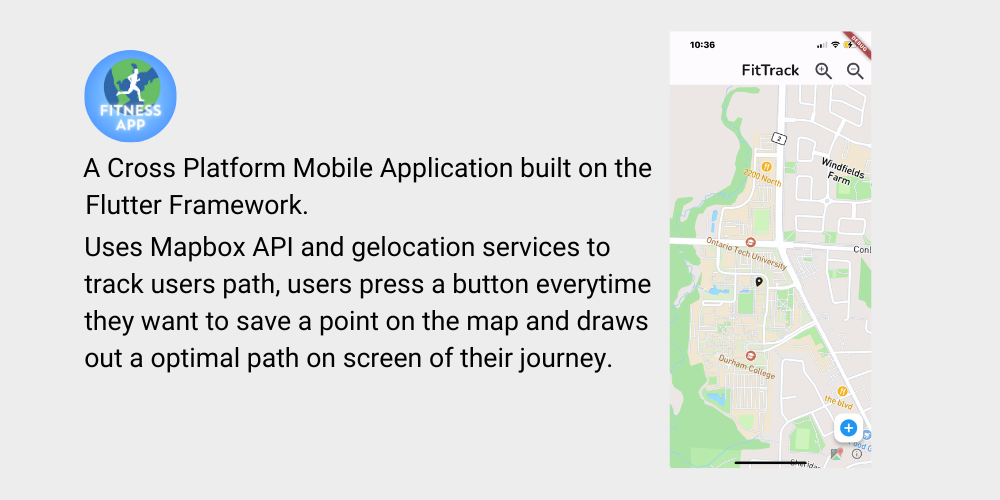 FITNESS
APP
A Cross Platform Mobile Application built on the
Flutter Framework.
Uses Mapbox API and gelocation services to
track users path, users press a button everytime
they want to save a point on the map and draws
out a optimal path on screen of their journey.
10:36
DEBUG
FitTrack
2
Windfields
Farm
2200 North
Ontario Tech
University
Conl
Durham College
the blvd
ood G
Sheridan